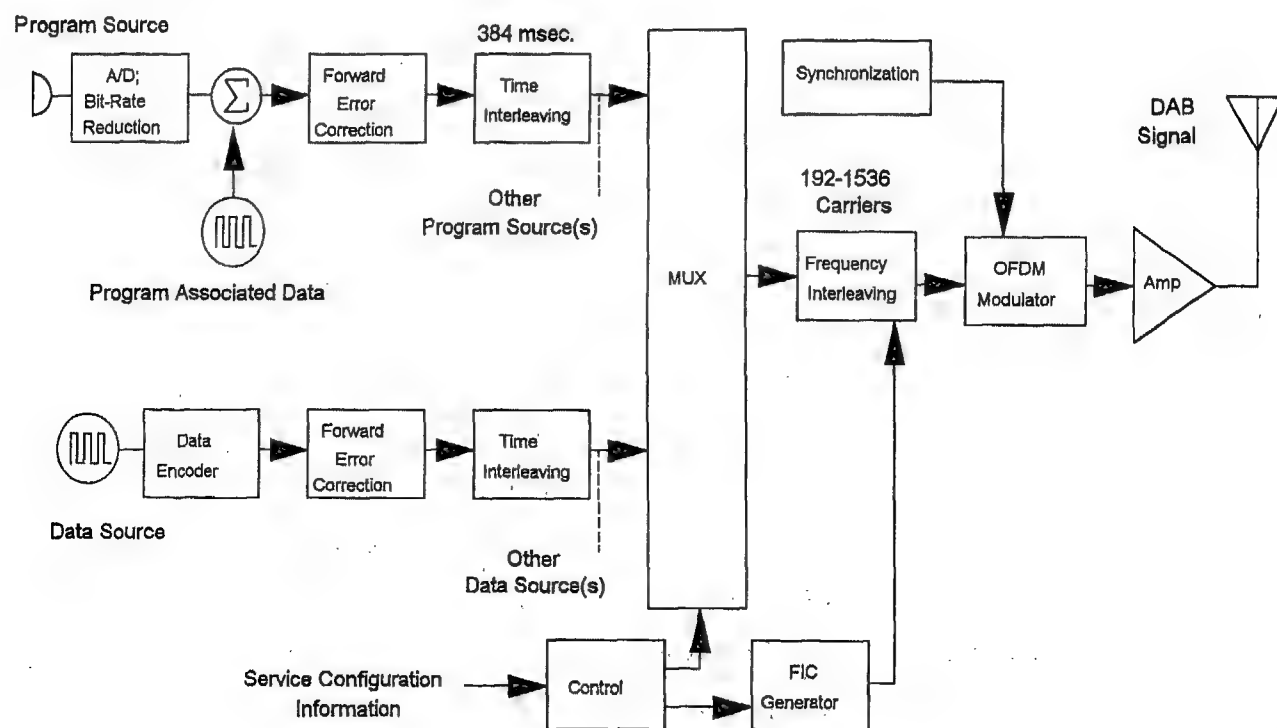 Program Source
A/D;
Bit-Rate
Reduction
Σ
Forward
Error
Correction
384 msec.
Time
Interleaving
Other
Program Source(s)
Program Associated Data
Data Source
Data
Encoder
Forward
Error
Correction
Time
Interleaving
Other
Data Source(s)
MUX
Service Configuration
Information
Control
FIC
Generator
Synchronization
192-1536
Carriers
Frequency
Interleaving
OFDM
Modulator
Amp
DAB
Signal